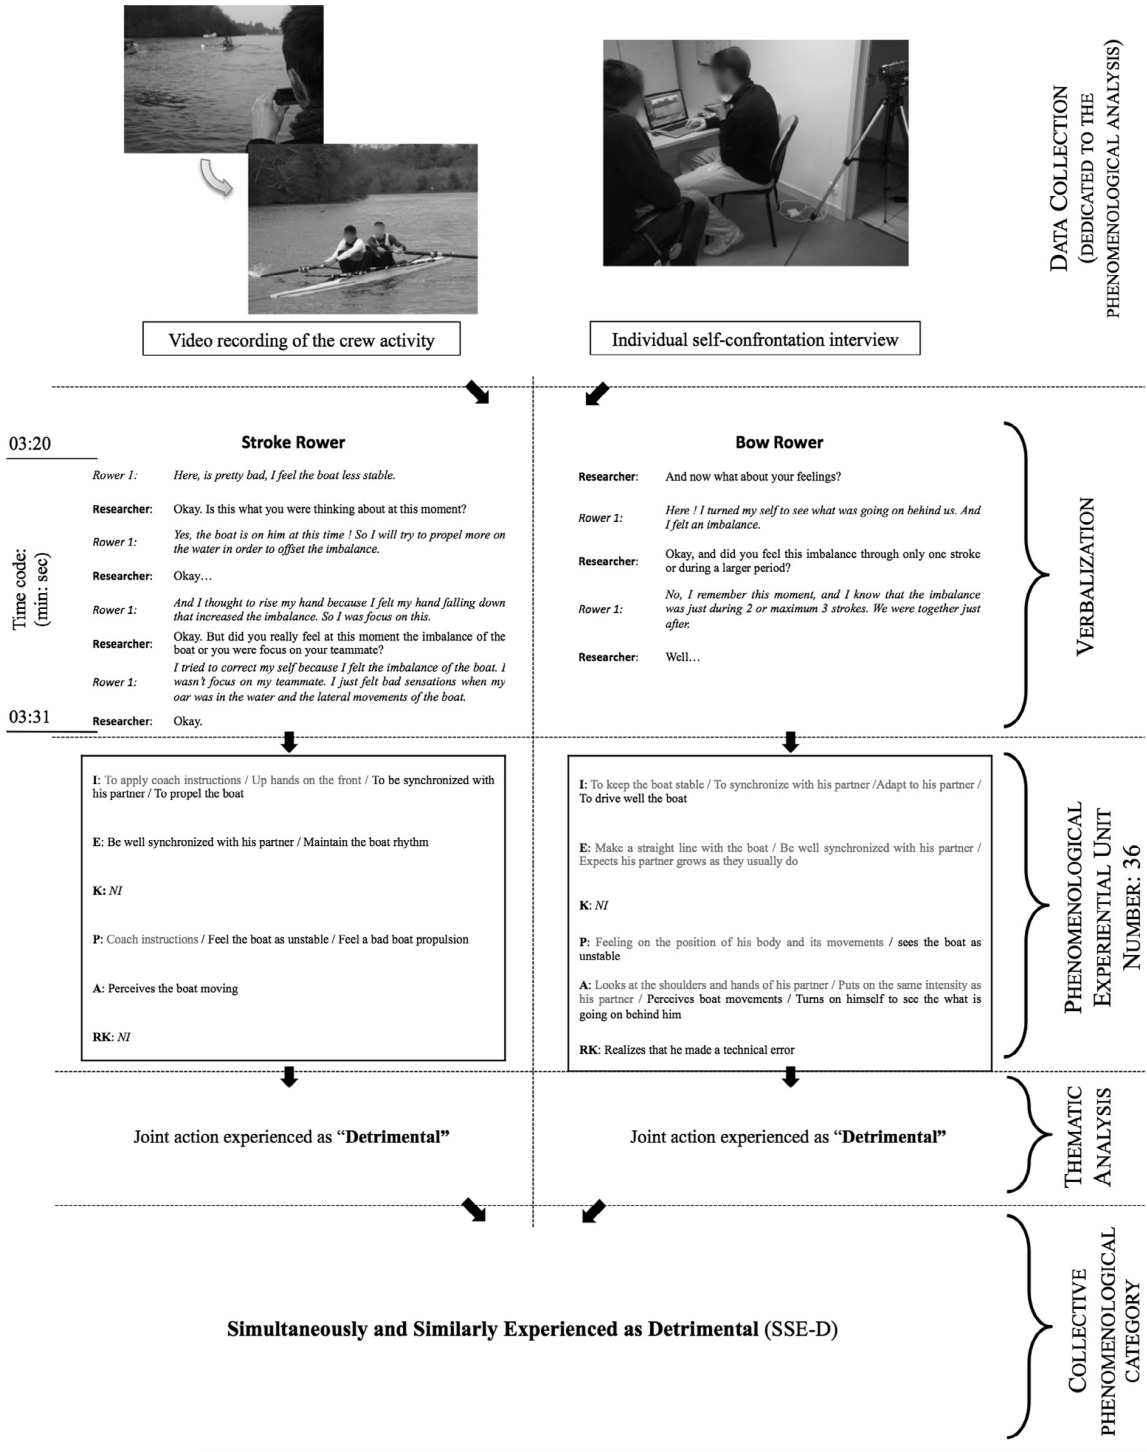 DATA COLLECTION
(DEDICATED TO THE
PHENOMENOLOGICAL ANALYSIS)
Video recording of the crew activity
Individual self-confrontation interview
Time code:
(min: sec)
03:20
03:31
Stroke Rower
Rower 1: Here, is pretty bad, I feel the boat less stable.
Researcher: Okay. Is this what you were thinking about at this moment?
Rower 1: Yes, the boat is on him at this time ! So I will try to propel more on
the water in order to offset the imbalance.
Researcher: Okay…
Rower 1: And I thought to rise my hand because I felt my hand falling down
that increased the imbalance. So I was focus on this.
Researcher: Okay. But did you really feel at this moment the imbalance of the
boat or you were focus on your teammate?
Rower 1: I tried to correct my self because I felt the imbalance of the boat. I
wasn't focus on my teammate. I just felt bad sensations when my
oar was in the water and the lateral movements of the boat.
Researcher: Okay.
Bow Rower
Researcher: And now what about your feelings?
Rower 1: Here ! I turned my self to see what was going on behind us. And
I felt an imbalance.
Researcher: Okay, and did you feel this imbalance through only one stroke
or during a larger period?
Rower 1: No, I remember this moment, and I know that the imbalance
was just during 2 or maximum 3 strokes. We were together just
after.
Researcher: Well…
VERBALIZATION
I: To apply coach instructions / Up hands on the front / To be synchronized with
his partner / To propel the boat
E: Be well synchronized with his partner / Maintain the boat rhythm
K: NI
P: Coach instructions / Feel the boat as unstable / Feel a bad boat propulsion
A: Perceives the boat moving
RK: NI
I: To keep the boat stable / To synchronize with his partner /Adapt to his partner /
To drive well the boat
E: Make a straight line with the boat / Be well synchronized with his partner /
Expects his partner grows as they usually do
K: NI
P: Feeling on the position of his body and its movements / sees the boat as
unstable
A: Looks at the shoulders and hands of his partner / Puts on the same intensity as
his partner / Perceives boat movements / Turns on himself to see the what is
going on behind him
RK: Realizes that he made a technical error
PHENOMENOLOGICAL
EXPERIENTIAL UNIT
NUMBER: 36
Joint action experienced as “Detrimental”
Joint action experienced as “Detrimental”
THEMATIC
ANALYSIS
Simultaneously and Similarly Experienced as Detrimental (SSE-D)
COLLECTIVE
PHENOMENOLOGICAL
CATEGORY